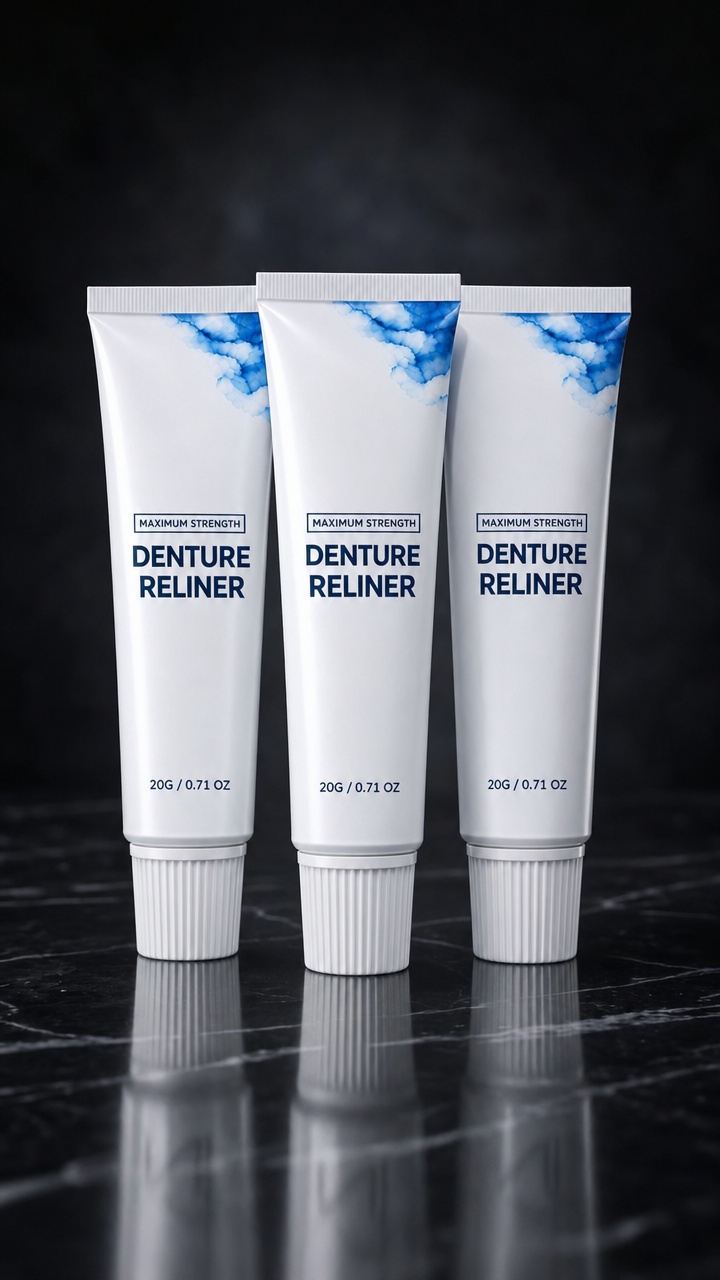 MAXIMUM STRENGTH
DENTURE
RELINER
20G / 0.71 OZ
MAXIMUM STRENGTH
DENTURE
RELINER
20G / 0.71 OZ
MAXIMUM STRENGTH
DENTURE
RELINER
20G / 0.71 OZ